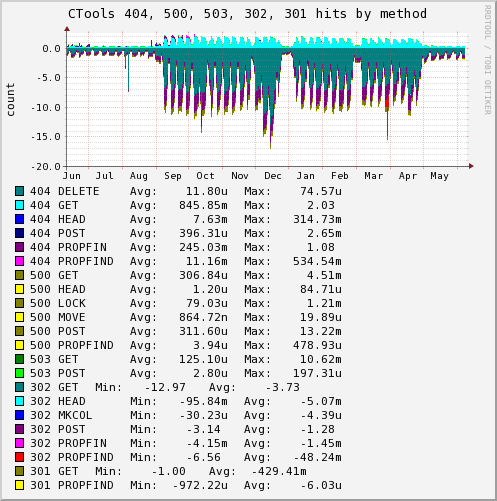 CTools 404, 500, 503, 302, 301 hits by method
RRDTOOL / TOBI OETIKER
count
0.0
-5.0
-10.0
-15.0
-20.0
Jun Jul Aug Sep Oct Nov Dec Jan Feb Mar Apr May
404 DELETE Avg: 11.80u Max: 74.57u
404 GET Avg: 845.85m Max: 2.03
404 HEAD Avg: 7.63m Max: 314.73m
404 POST Avg: 396.31u Max: 2.65m
404 PROPFIN Avg: 245.03m Max: 1.08
404 PROPFIND Avg: 11.16m Max: 534.54m
500 GET Avg: 306.84u Max: 4.51m
500 HEAD Avg: 1.20u Max: 84.71u
500 LOCK Avg: 79.03u Max: 1.21m
500 MOVE Avg: 864.72n Max: 19.89u
500 POST Avg: 311.60u Max: 13.22m
500 PROPFIND Avg: 3.94u Max: 478.93u
503 GET Avg: 125.10u Max: 10.62m
503 POST Avg: 2.80u Max: 197.31u
302 GET Min: -12.97 Avg: -3.73
302 HEAD Min: -95.84m Avg: -5.07m
302 MKCOL Min: -30.23u Avg: -4.39u
302 POST Min: -3.14 Avg: -1.28
302 PROPFIN Min: -4.15m Avg: -1.45m
302 PROPFIND Min: -6.56 Avg: -48.24m
301 GET Min: -1.00 Avg: -429.41m
301 PROPFIND Min: -972.22u Avg: -6.03u